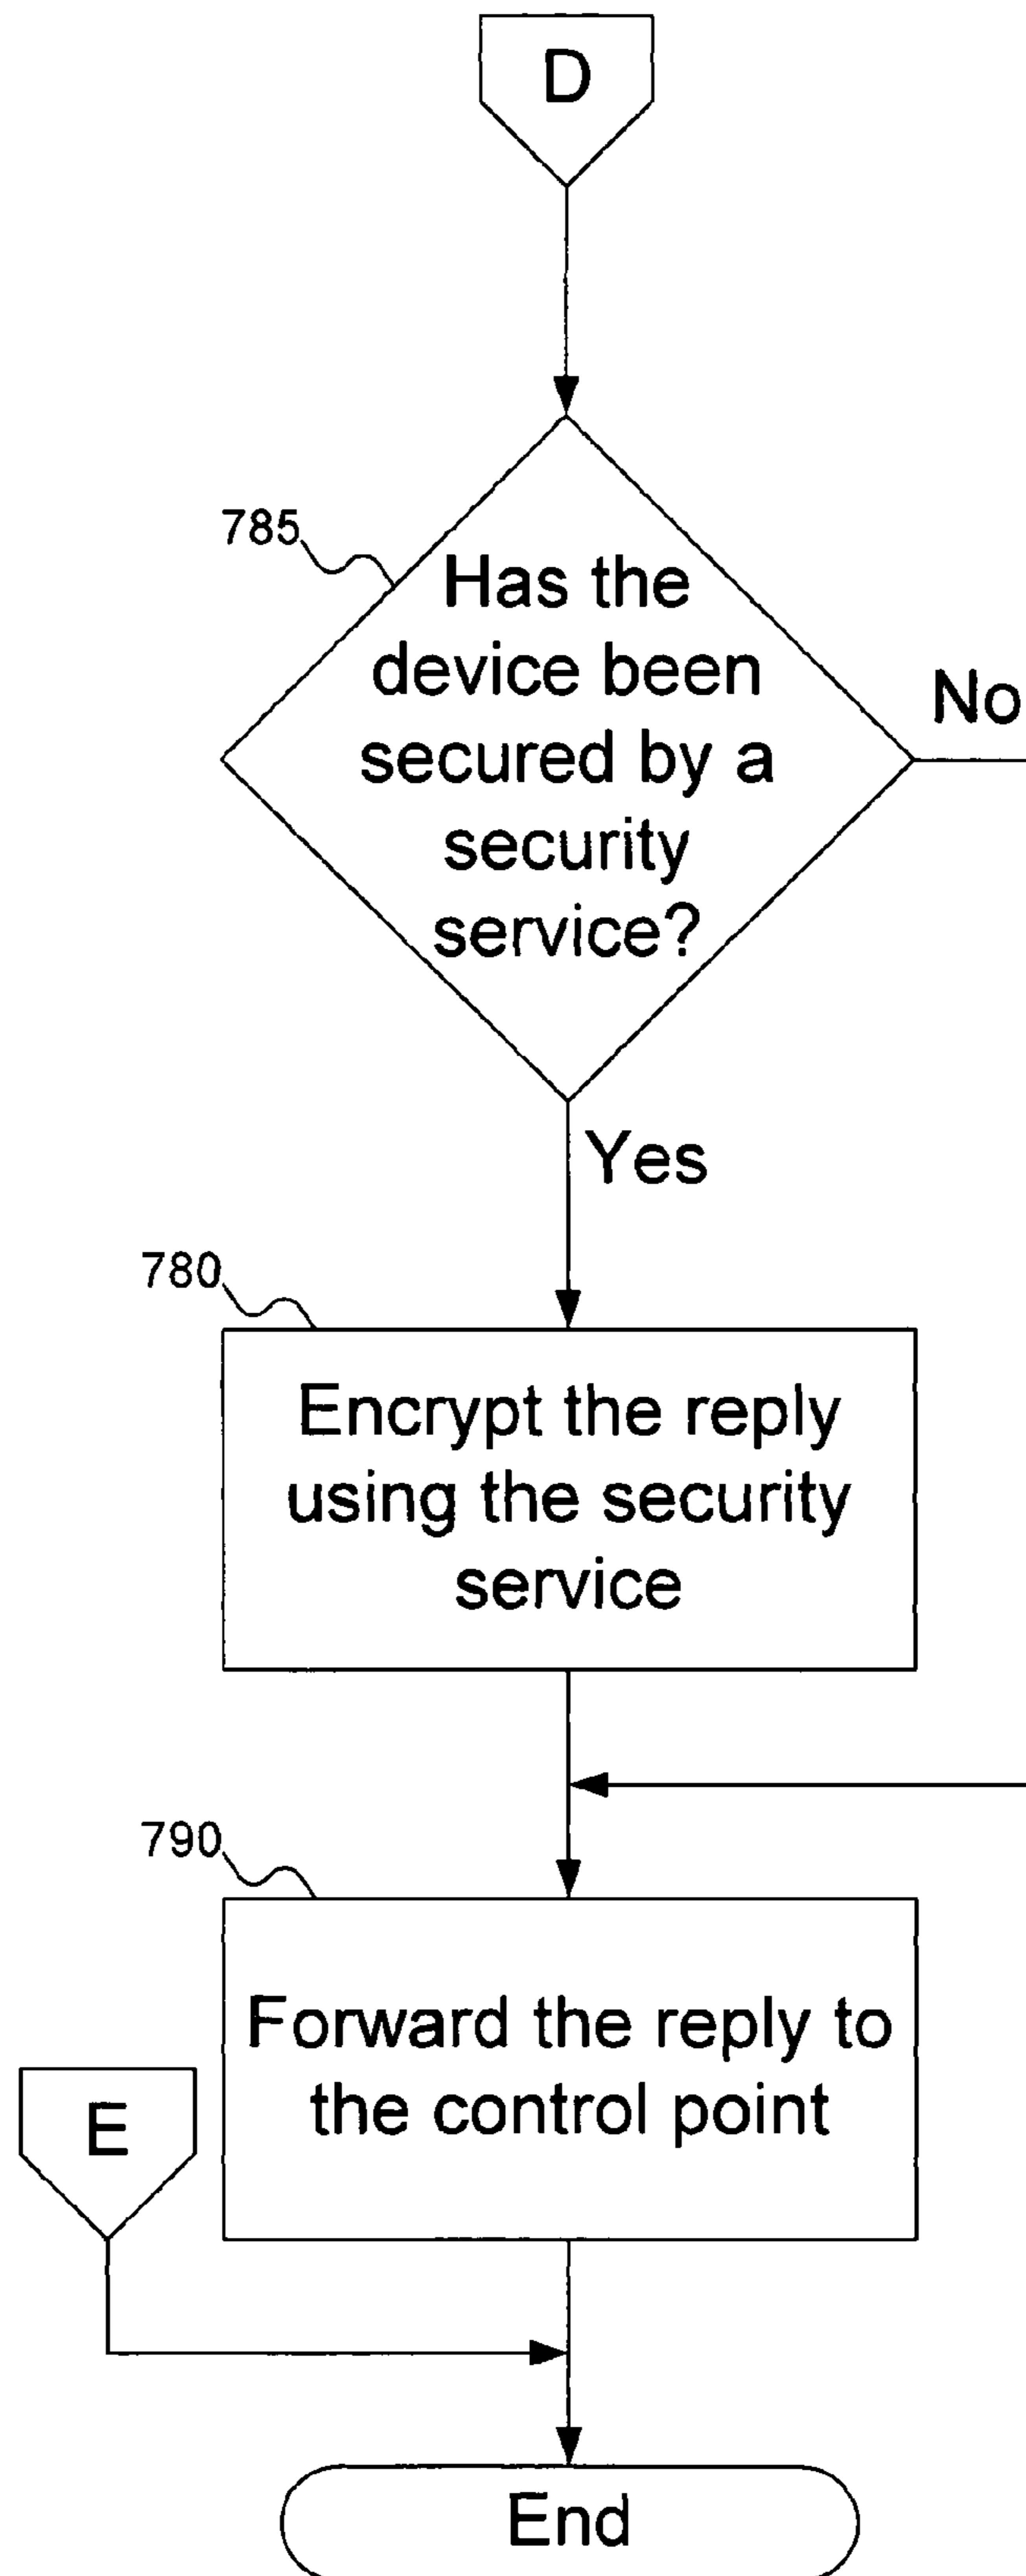 D
785
Has the
device been
secured by a
security
service?
No
Yes
780
Encrypt the reply
using the security
service
790
Forward the reply to
the control point
E
End